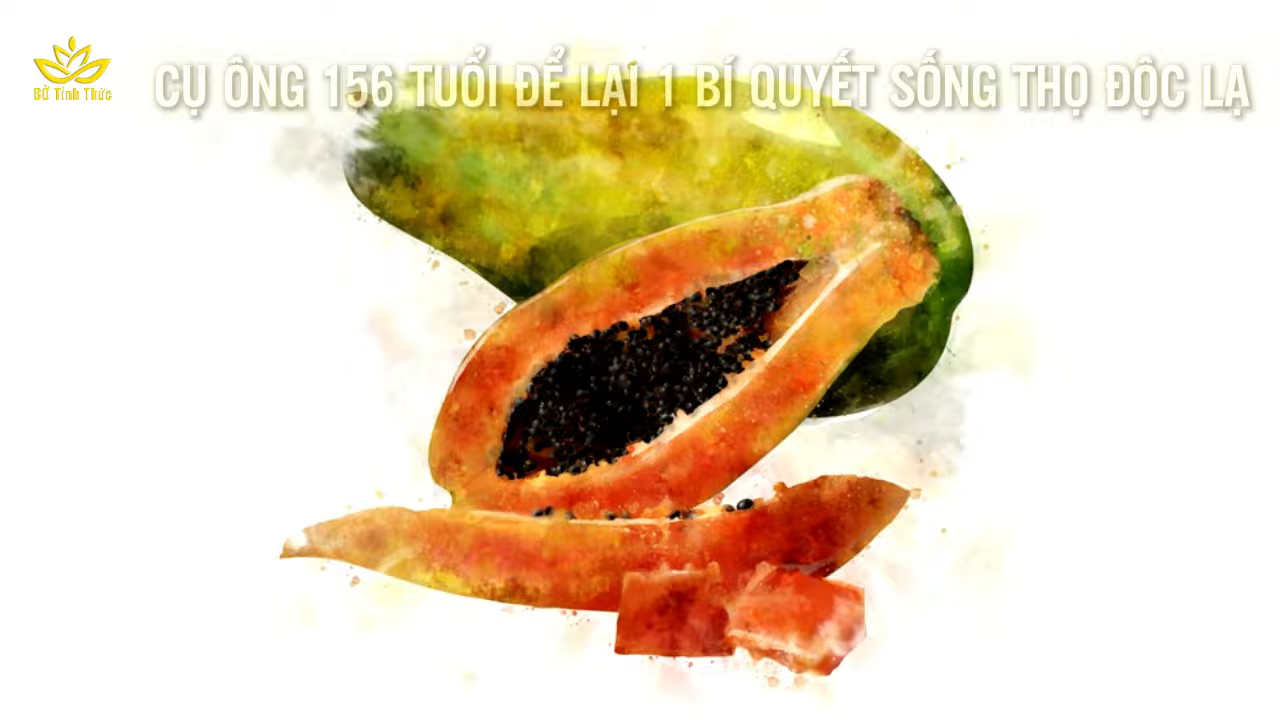 CỤ ÔNG 156 TUỔI ĐỂ LẠI 1 BÍ QUYẾT SỐNG THỌ ĐỘC LẠ
Bờ Tỉnh Thức